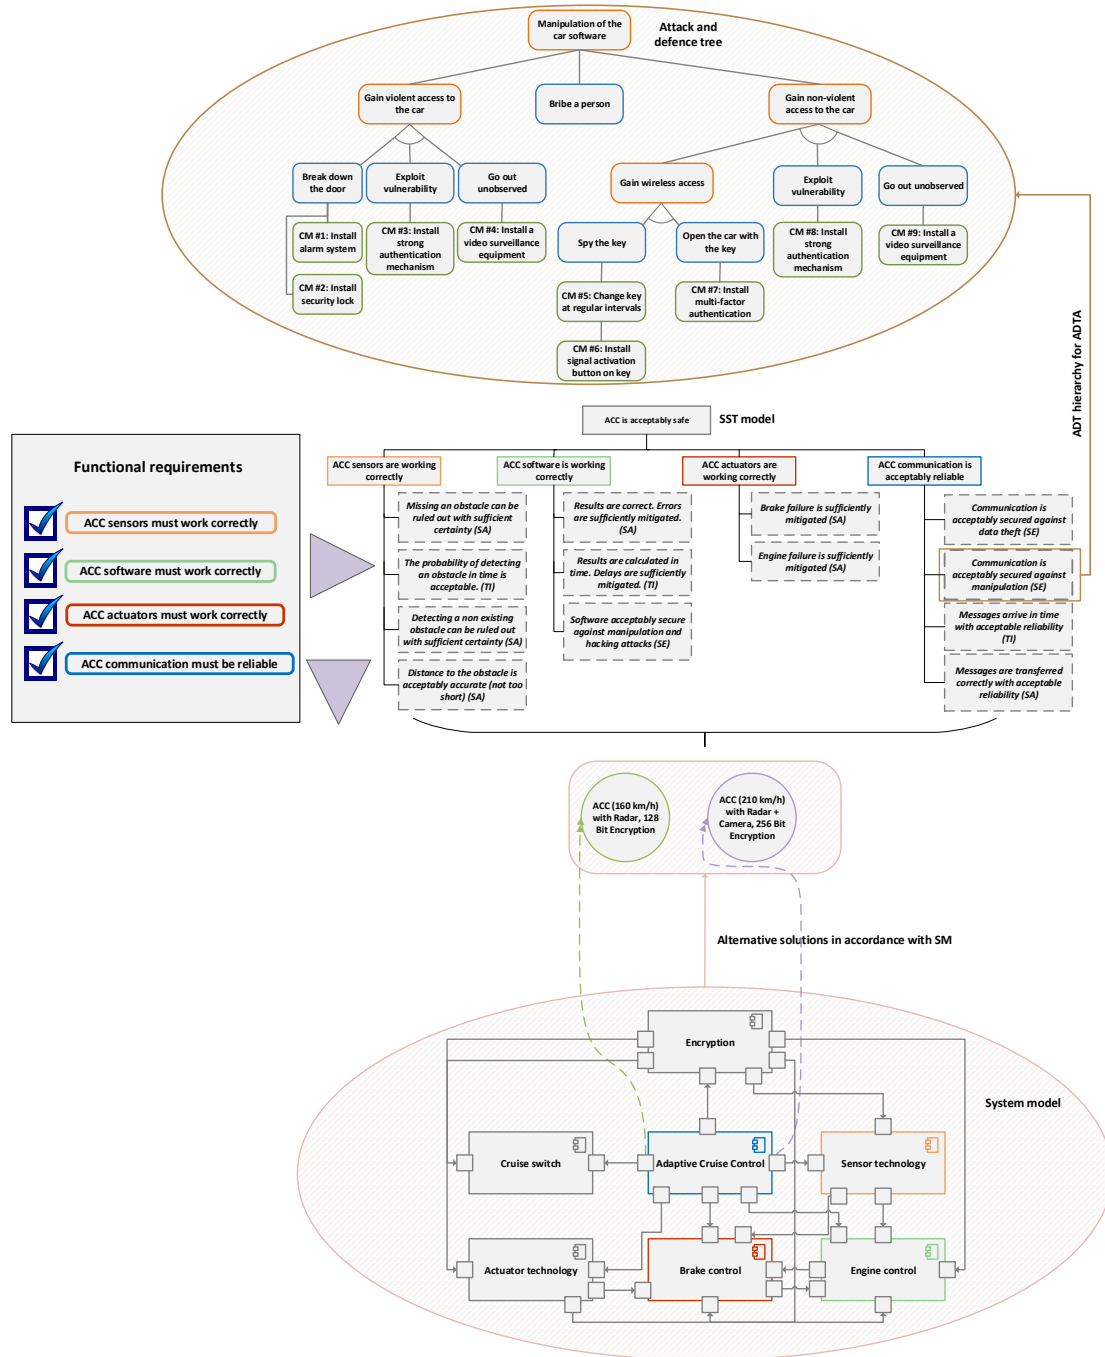 Manipulation of the
car software
Attack and
defence tree
Gain violent access to
the car
Bribe a person
Gain non-violent
access to the car
Break down
the door
Exploit
vulnerability
Go out
unobserved
Gain wireless access
Exploit
vulnerability
Go out unobserved
CM #1: Install
alarm system
CM #3: Install
strong
authentication
mechanism
CM #4: Install a
video surveillance
equipment
Spy the key
Open the car with
the key
CM #8: Install
strong
authentication
mechanism
CM #9: Install a
video surveillance
equipment
CM #2: Install
security lock
CM #5: Change key
at regular intervals
CM #7: Install
multi-factor
authentication
CM #6: Install
signal activation
button on key
ADT hierarchy for ADTA
ACC is acceptably safe
SST model
Functional requirements
ACC sensors must work correctly
ACC software must work correctly
ACC actuators must work correctly
ACC communication must be reliable
ACC sensors are working
correctly
ACC software is working
correctly
ACC actuators are
working correctly
ACC communication is
acceptably reliable
Missing an obstacle can be
ruled out with sufficient
certainty (SA)
The probability of detecting
an obstacle in time is
acceptable. (TI)
Detecting a non existing
obstacle can be ruled out
with sufficient certainty (SA)
Distance to the obstacle is
acceptably accurate (not too
short) (SA)
Results are correct. Errors
are sufficiently mitigated.
(SA)
Results are calculated in
time. Delays are sufficiently
mitigated. (TI)
Software acceptably secure
against manipulation and
hacking attacks (SE)
Brake failure is sufficiently
mitigated (SA)
Engine failure is sufficiently
mitigated (SA)
Communication is
acceptably secured against
data theft (SE)
Communication is
acceptably secured against
manipulation (SE)
Messages arrive in time
with acceptable reliability
(TI)
Messages are transferred
correctly with acceptable
reliability (SA)
ACC (160 km/h)
with Radar, 128
Bit Encryption
ACC (210 km/h)
with Radar +
Camera, 256 Bit
Encryption
Alternative solutions in accordance with SM
Encryption
System model
Cruise switch
Adaptive Cruise Control
Sensor technology
Actuator technology
Brake control
Engine control